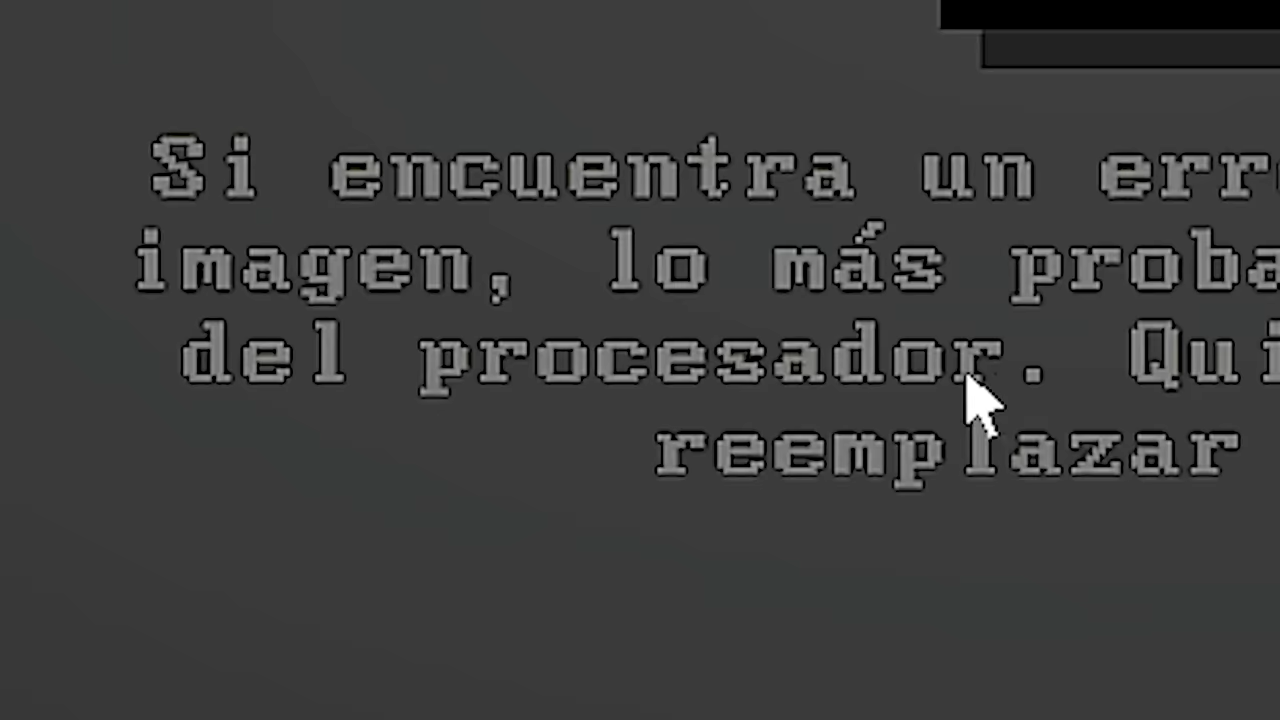 Si encuentra un
imagen, lo más
del procesador.
reemplazar